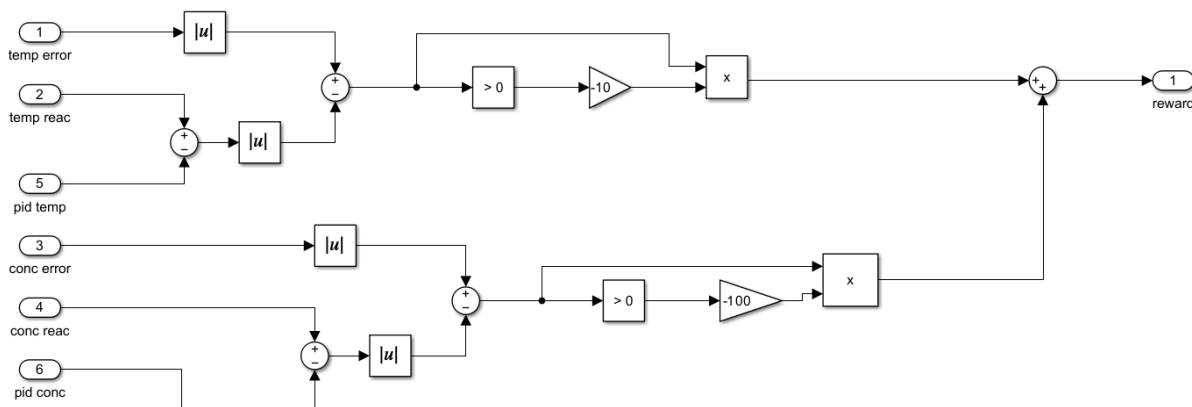 1
temp error
|u|
2
temp reac
+
−
|u|
+
−
> 0
-10
x
+
+
1
reward
5
pid temp
3
conc error
|u|
4
conc reac
+
−
|u|
+
−
> 0
-100
x
6
pid conc